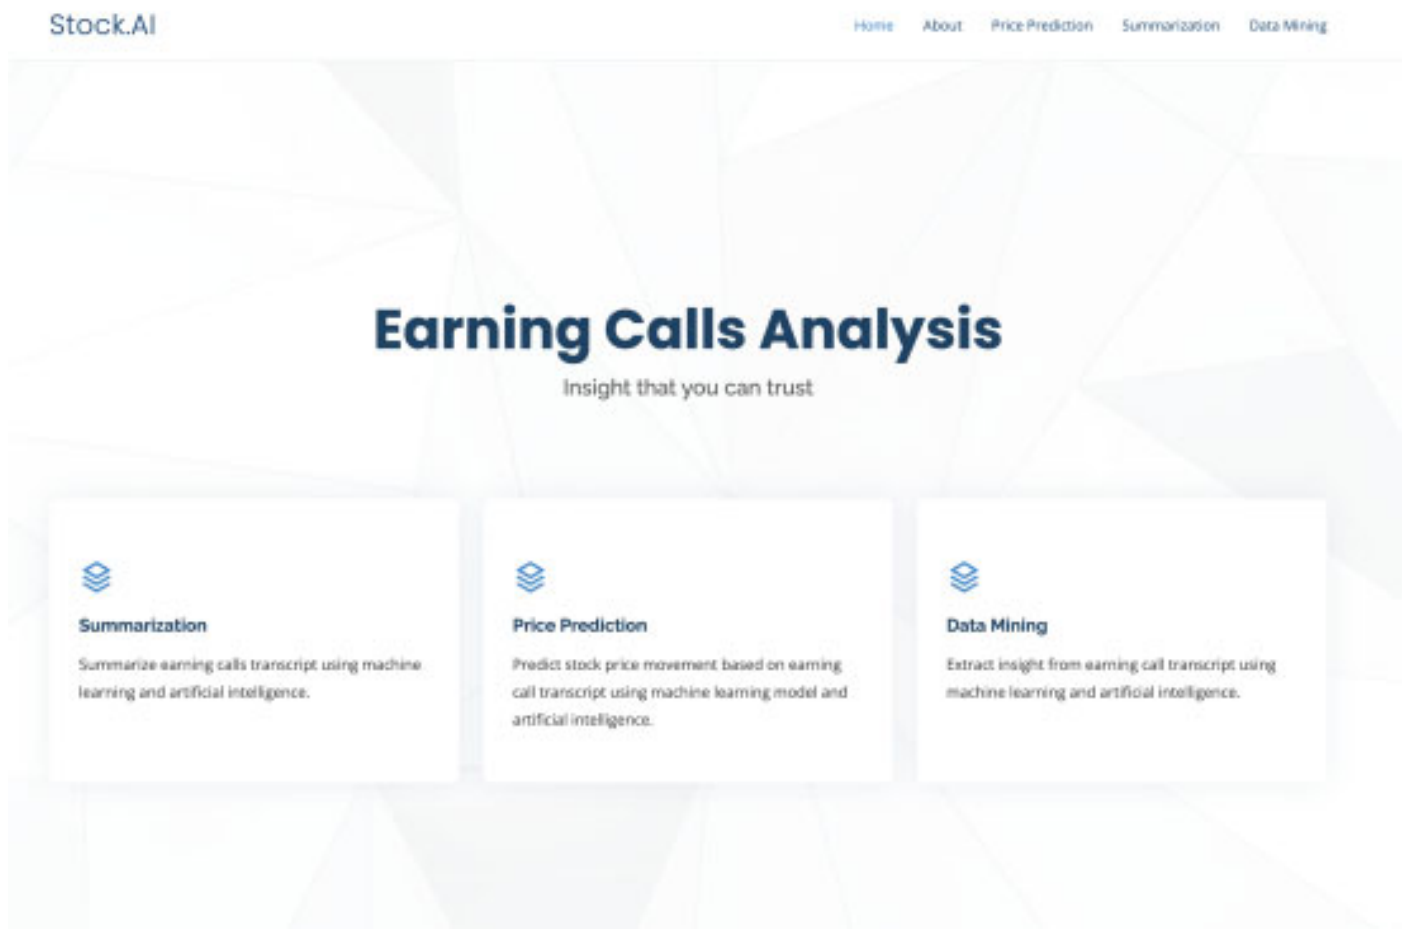 Stock.AI
Home About Price Prediction Summarization Data Mining
Earning Calls Analysis
Insight that you can trust
Summarization
Summarize earning calls transcript using machine
learning and artificial intelligence.
Price Prediction
Predict stock price movement based on earning
call transcript using machine learning model and
artificial intelligence.
Data Mining
Extract insight from earning call transcript using
machine learning and artificial intelligence.